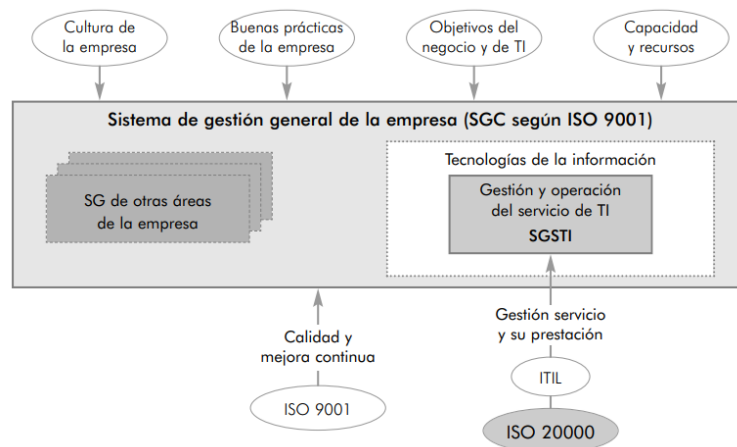 Cultura de
la empresa
Buenas prácticas
de la empresa
Objetivos del
negocio y de TI
Capacidad
y recursos
Sistema de gestión general de la empresa (SGC según ISO 9001)
SG de otras áreas
de la empresa
Tecnologías de la información
Gestión y operación
del servicio de TI
SGSTI
Calidad y
mejora continua
ISO 9001
Gestión servicio
y su prestación
ITIL
ISO 20000